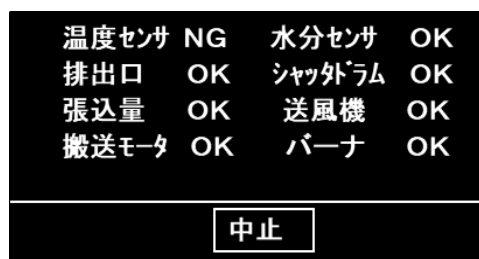 温度ｾﾝｻ NG 水分ｾﾝｻ OK
排出口 OK ｼｬｯﾀﾄﾞﾗﾑ OK
張込量 OK 送風機 OK
搬送ﾓｰﾀ OK バーナ OK
中止